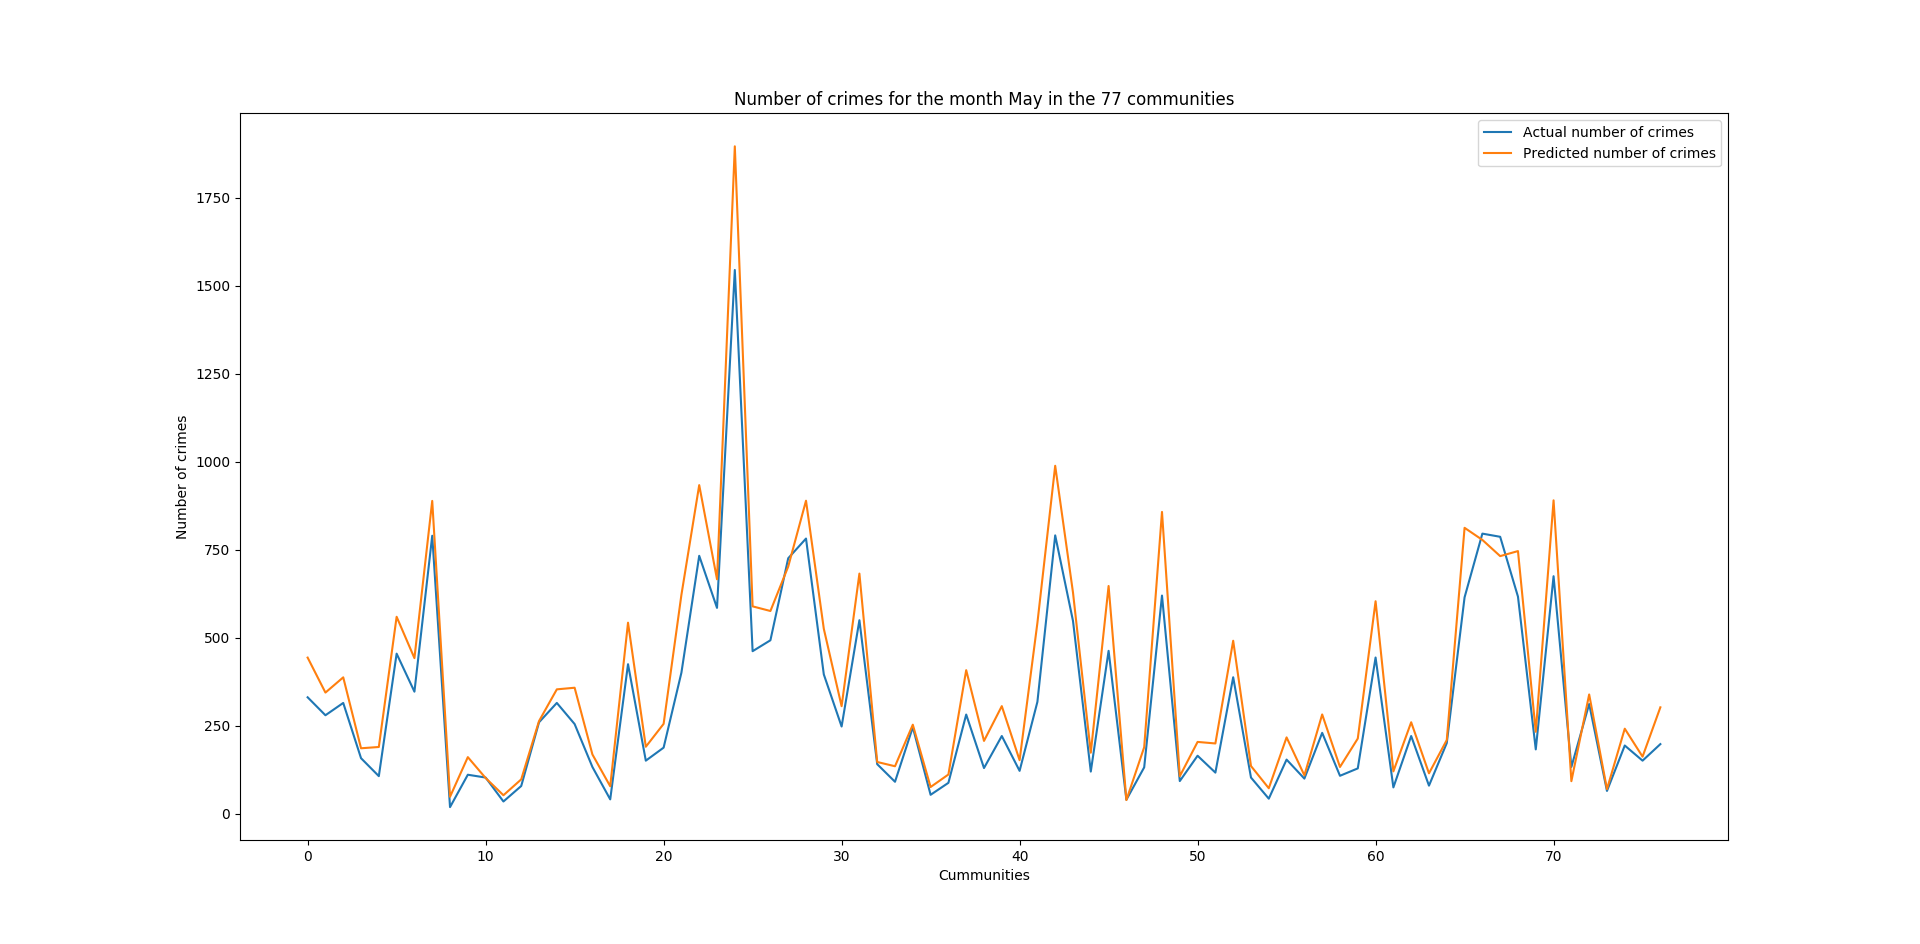 Number of crimes for the month May in the 77 communities
Actual number of crimes
Predicted number of crimes
1750
1500
1250
1000
750
500
250
0
Number of crimes
0 10 20 30 40 50 60 70
Cummunities